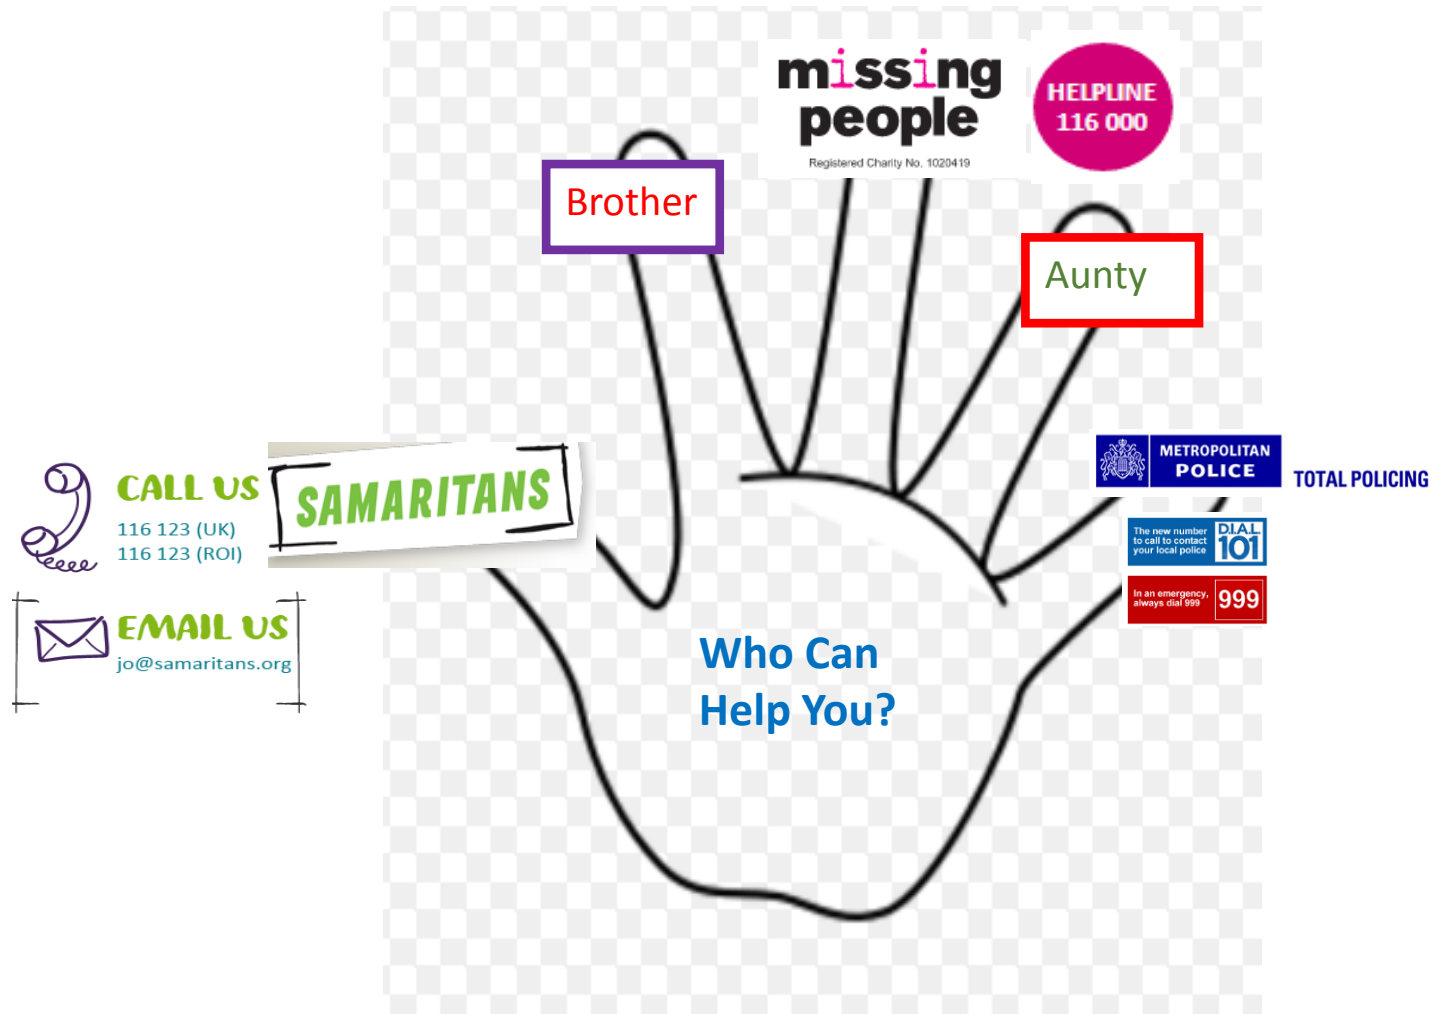 missing
people
Registered Charity No. 1020419
HELPLINE
116 000
Brother
Aunty
CALL US
116 123 (UK)
116 123 (ROI)
SAMARITANS
EMAIL US
jo@samaritans.org
METROPOLITAN
POLICE
TOTAL POLICING
The new number
to call to contact
your local police
D.I.A.L
101
In an emergency,
always dial 999
999
Who Can
Help You?